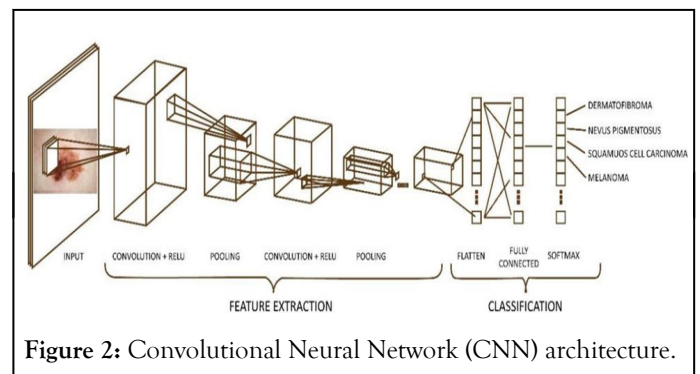 DERMATOFIBROMA
NEVUS PIGMENTOSUS
SQUAMUOS CELL CARCINOMA
MELANOMA
INPUT CONVOLUTION + RELU POOLING CONVOLUTION + RELU POOLING FLATTEN FULLY CONNECTED SOFTMAX
FEATURE EXTRACTION CLASSIFICATION
Figure 2: Convolutional Neural Network (CNN) architecture.